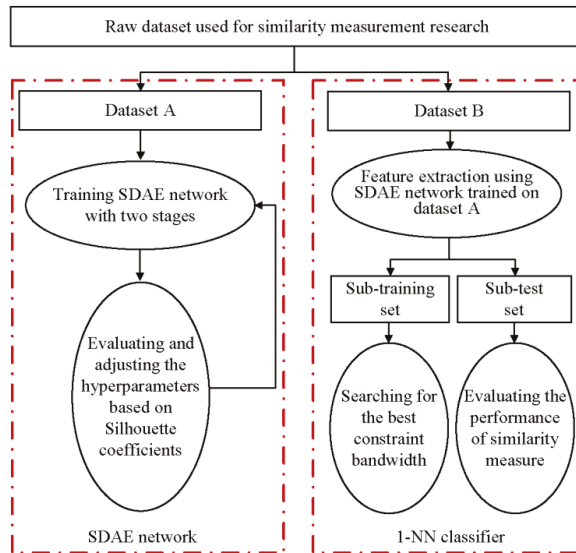 Raw dataset used for similarity measurement research
Dataset A
Training SDAE network
with two stages
Evaluating and
adjusting the
hyperparameters
based on
Silhouette
coefficients
SDAE network
Dataset B
Feature extraction using
SDAE network trained on
dataset A
Sub-training
set
Sub-test
set
Searching for
the best
constraint
bandwidth
Evaluating the
performance
of similarity
measure
1-NN classifier